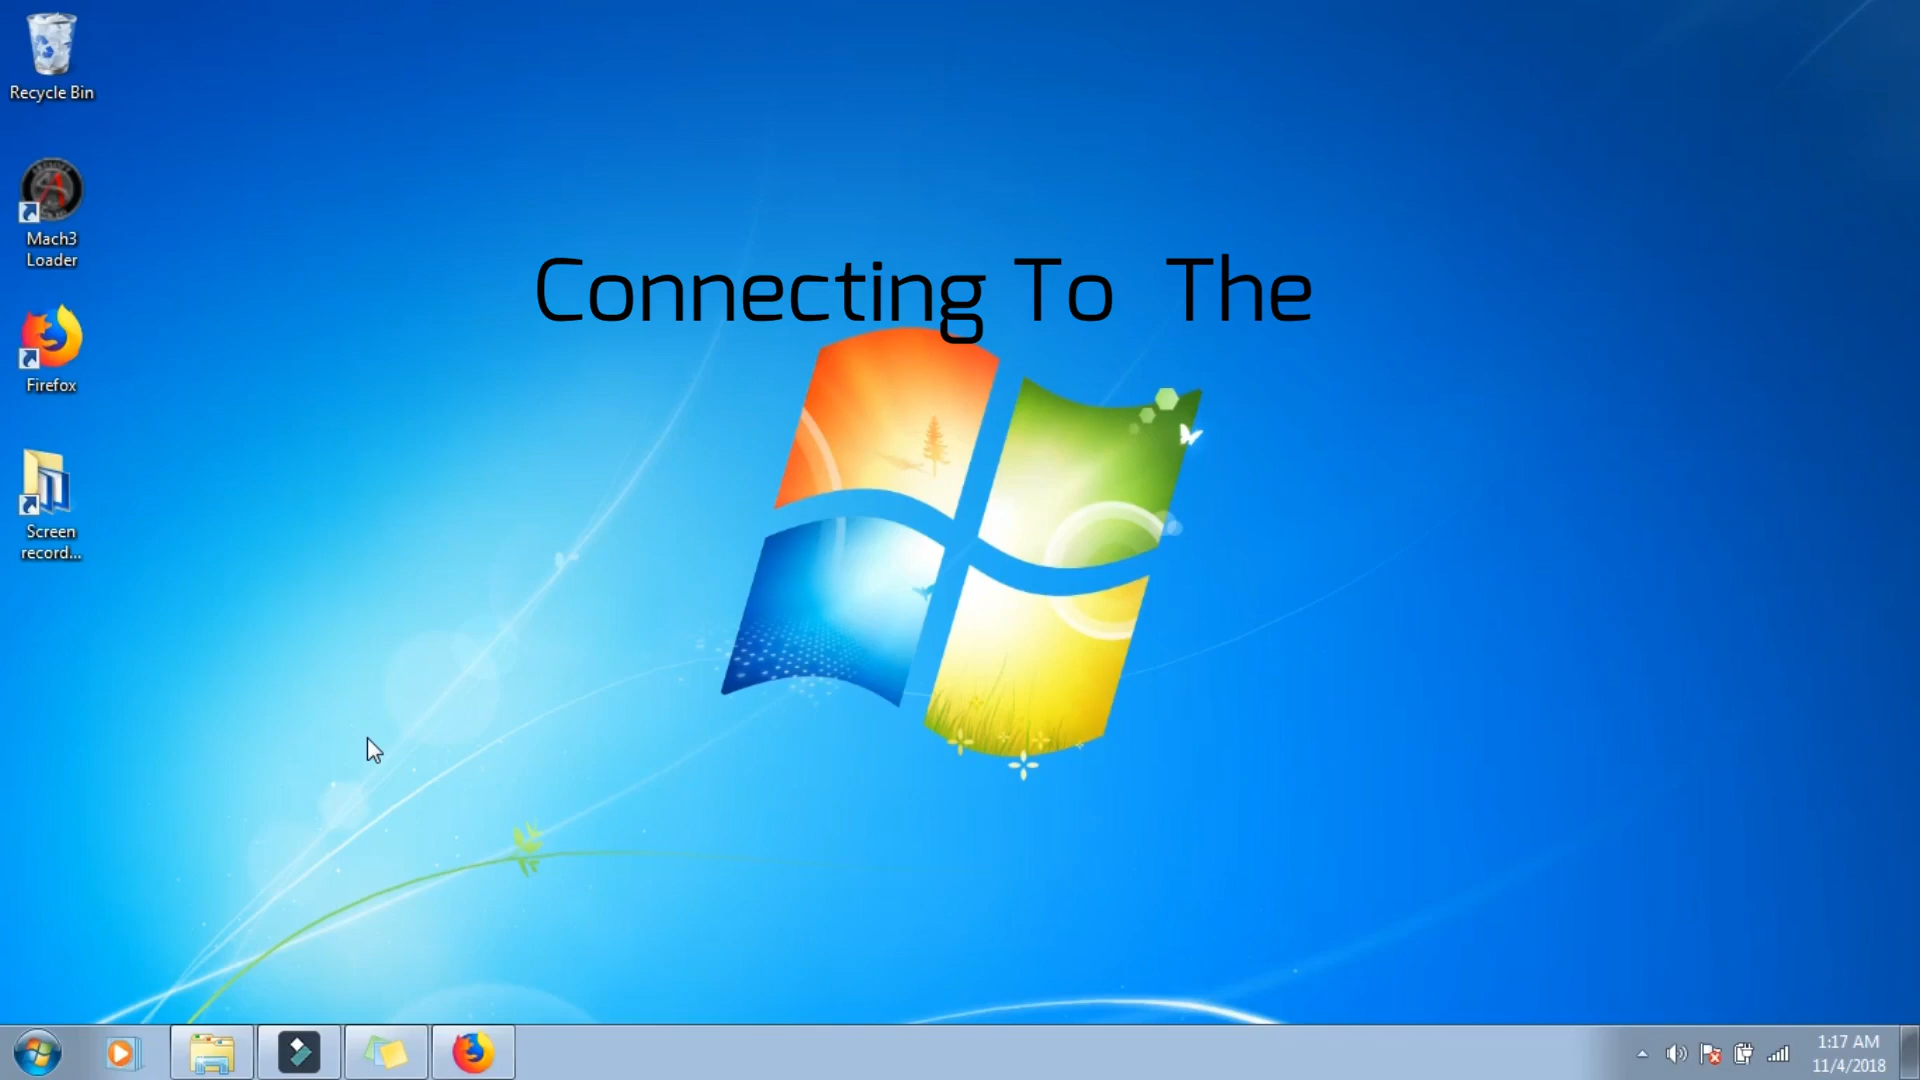 Recycle Bin
Mach3
Loader
Firefox
Screen
record...
Connecting To The
1:17 AM
11/4/2018